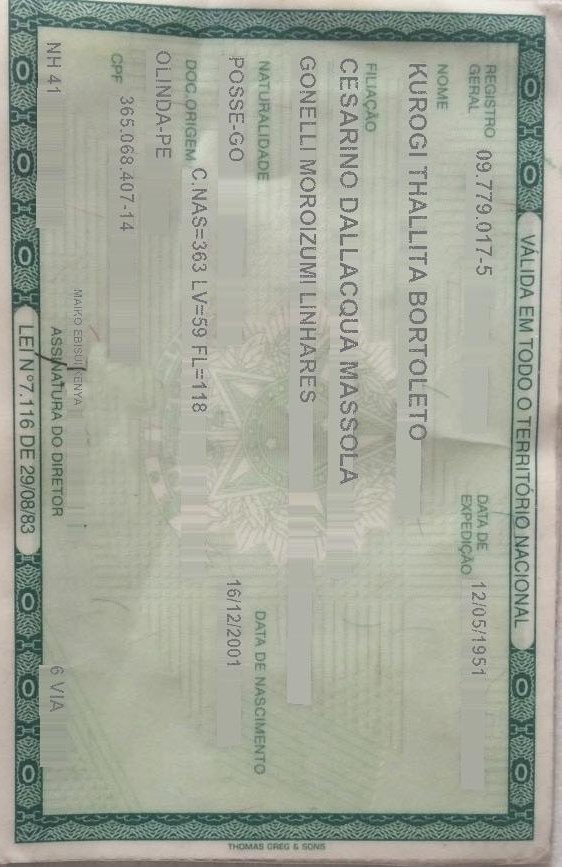 VÁLIDA EM TODO O TERRITÓRIO NACIONAL
REGISTRO GERAL 09.779.017-5 DATA DE EXPEDIÇÃO 12/05/1951
NOME
KUROGI THALLITA BORTOLETO
FILIAÇÃO
CESARINO DALLACQUA MASSOLA
GONELLI MOROIZUMI LINHARES
NATURALIDADE DATA DE NASCIMENTO
POSSE-GO 16/12/2001
DOC ORIGEM C.NAS=363 LV=59 FL=118
OLINDA-PE
CPF 365.068.407-14
MAIKO EBISUI KENYA
NH 41 ASSINATURA DO DIRETOR 6 VIA
LEI Nº7.116 DE 29/08/83
THOMAS GREG & SONS